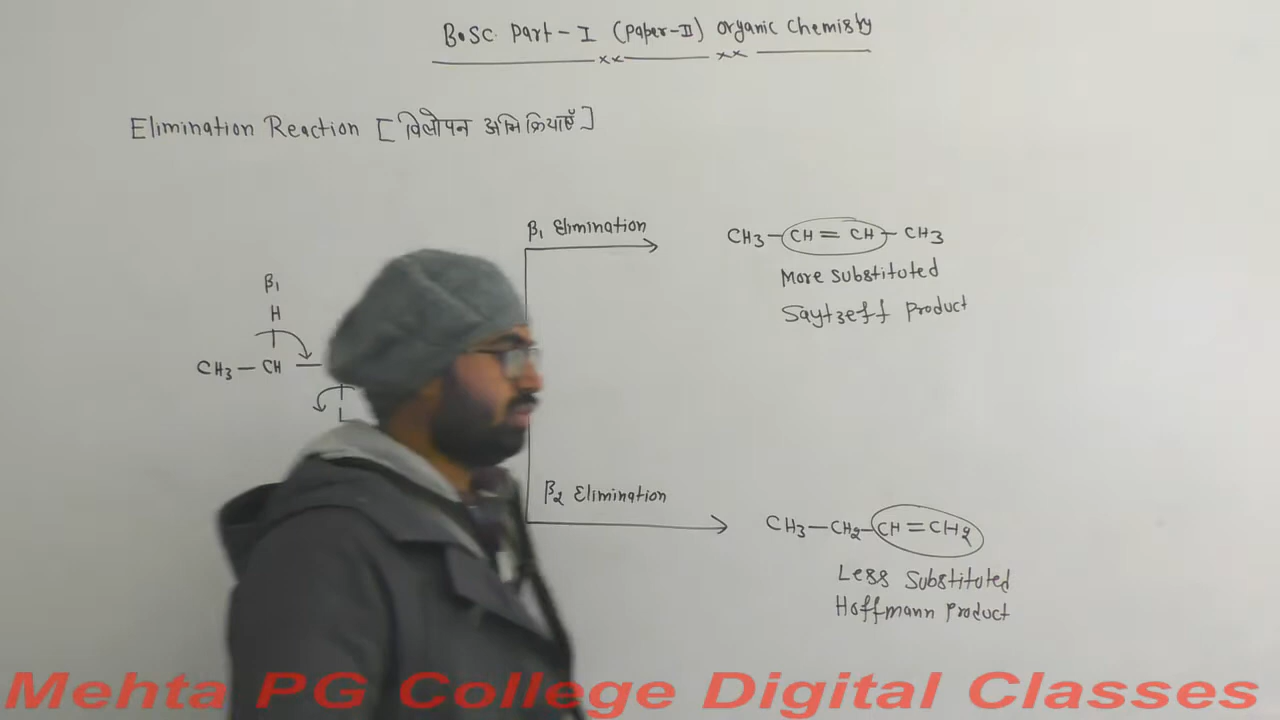 B.Sc. Part-I (Paper-II) Organic Chemistry
Elimination Reaction [विलोपन अभिक्रियाएँ]
β₁ Elimination
CH₃-CH=CH-CH₃
More substituted
Saytzeff Product
β₁
H
CH₃-CH-
L
β₂ Elimination
CH₃-CH₂-CH=CH₂
Less Substituted
Hoffmann Product
Mehta PG College Digital Classes